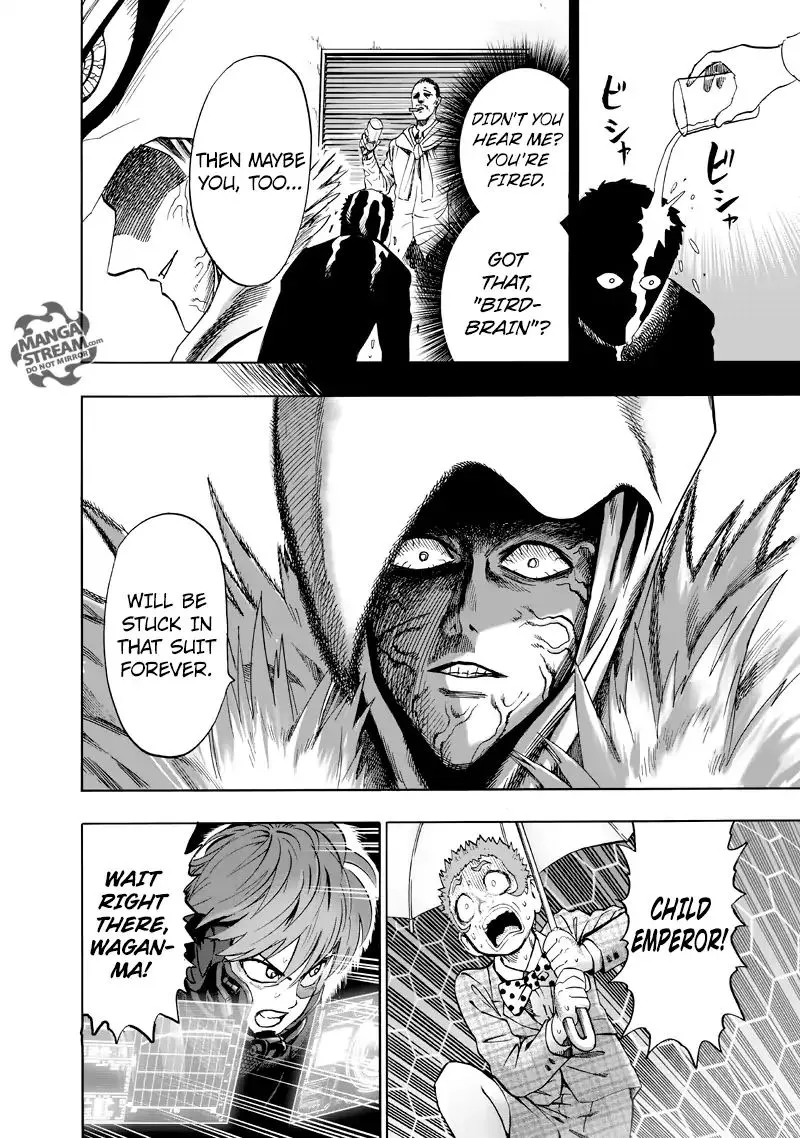 ビシャ
ビシャ
DIDN'T YOU
HEAR ME?
YOU'RE
FIRED.
GOT
THAT,
"BIRD-
BRAIN"?
THEN MAYBE
YOU, TOO...
MANGA
STREAM.com
DO NOT MIRROR
WILL BE
STUCK IN
THAT SUIT
FOREVER.
CHILD
EMPEROR!
WAIT
RIGHT
THERE,
WAGAN-
MA!